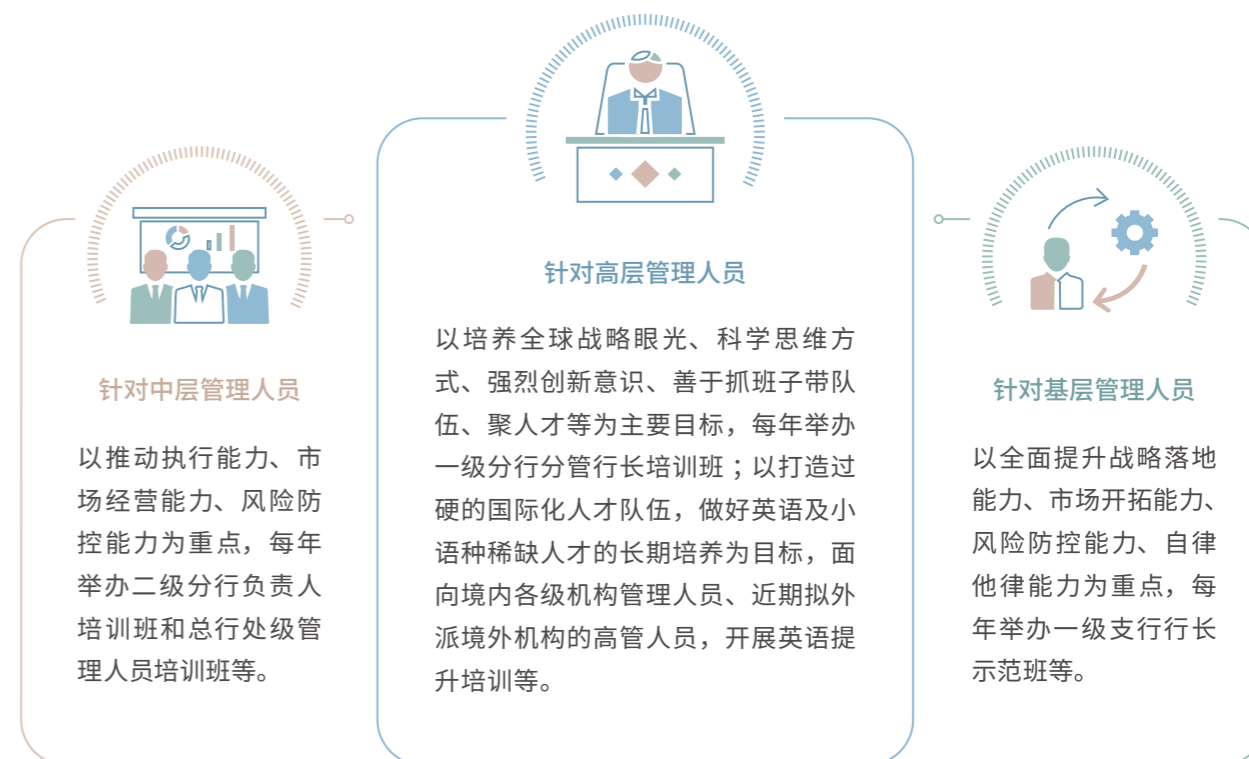 针对中层管理人员
以推动执行能力、市
场经营能力、风险防
控能力为重点，每年
举办二级分行负责人
培训班和总行处级管
理人员培训班等。
针对高层管理人员
以培养全球战略眼光、科学思维方
式、强烈创新意识、善于抓班子带队
伍、聚人才等为主要目标，每年举办
一级分行分管行长培训班；以打造过
硬的国际化人才队伍，做好英语及小
语种稀缺人才的长期培养为目标，面
向境内各级机构管理人员、近期拟外
派境外机构的高管人员，开展英语提
升培训等。
针对基层管理人员
以全面提升战略落地
能力、市场开拓能力、
风险防控能力、自律
他律能力为重点，每
年举办一级支行行长
示范班等。